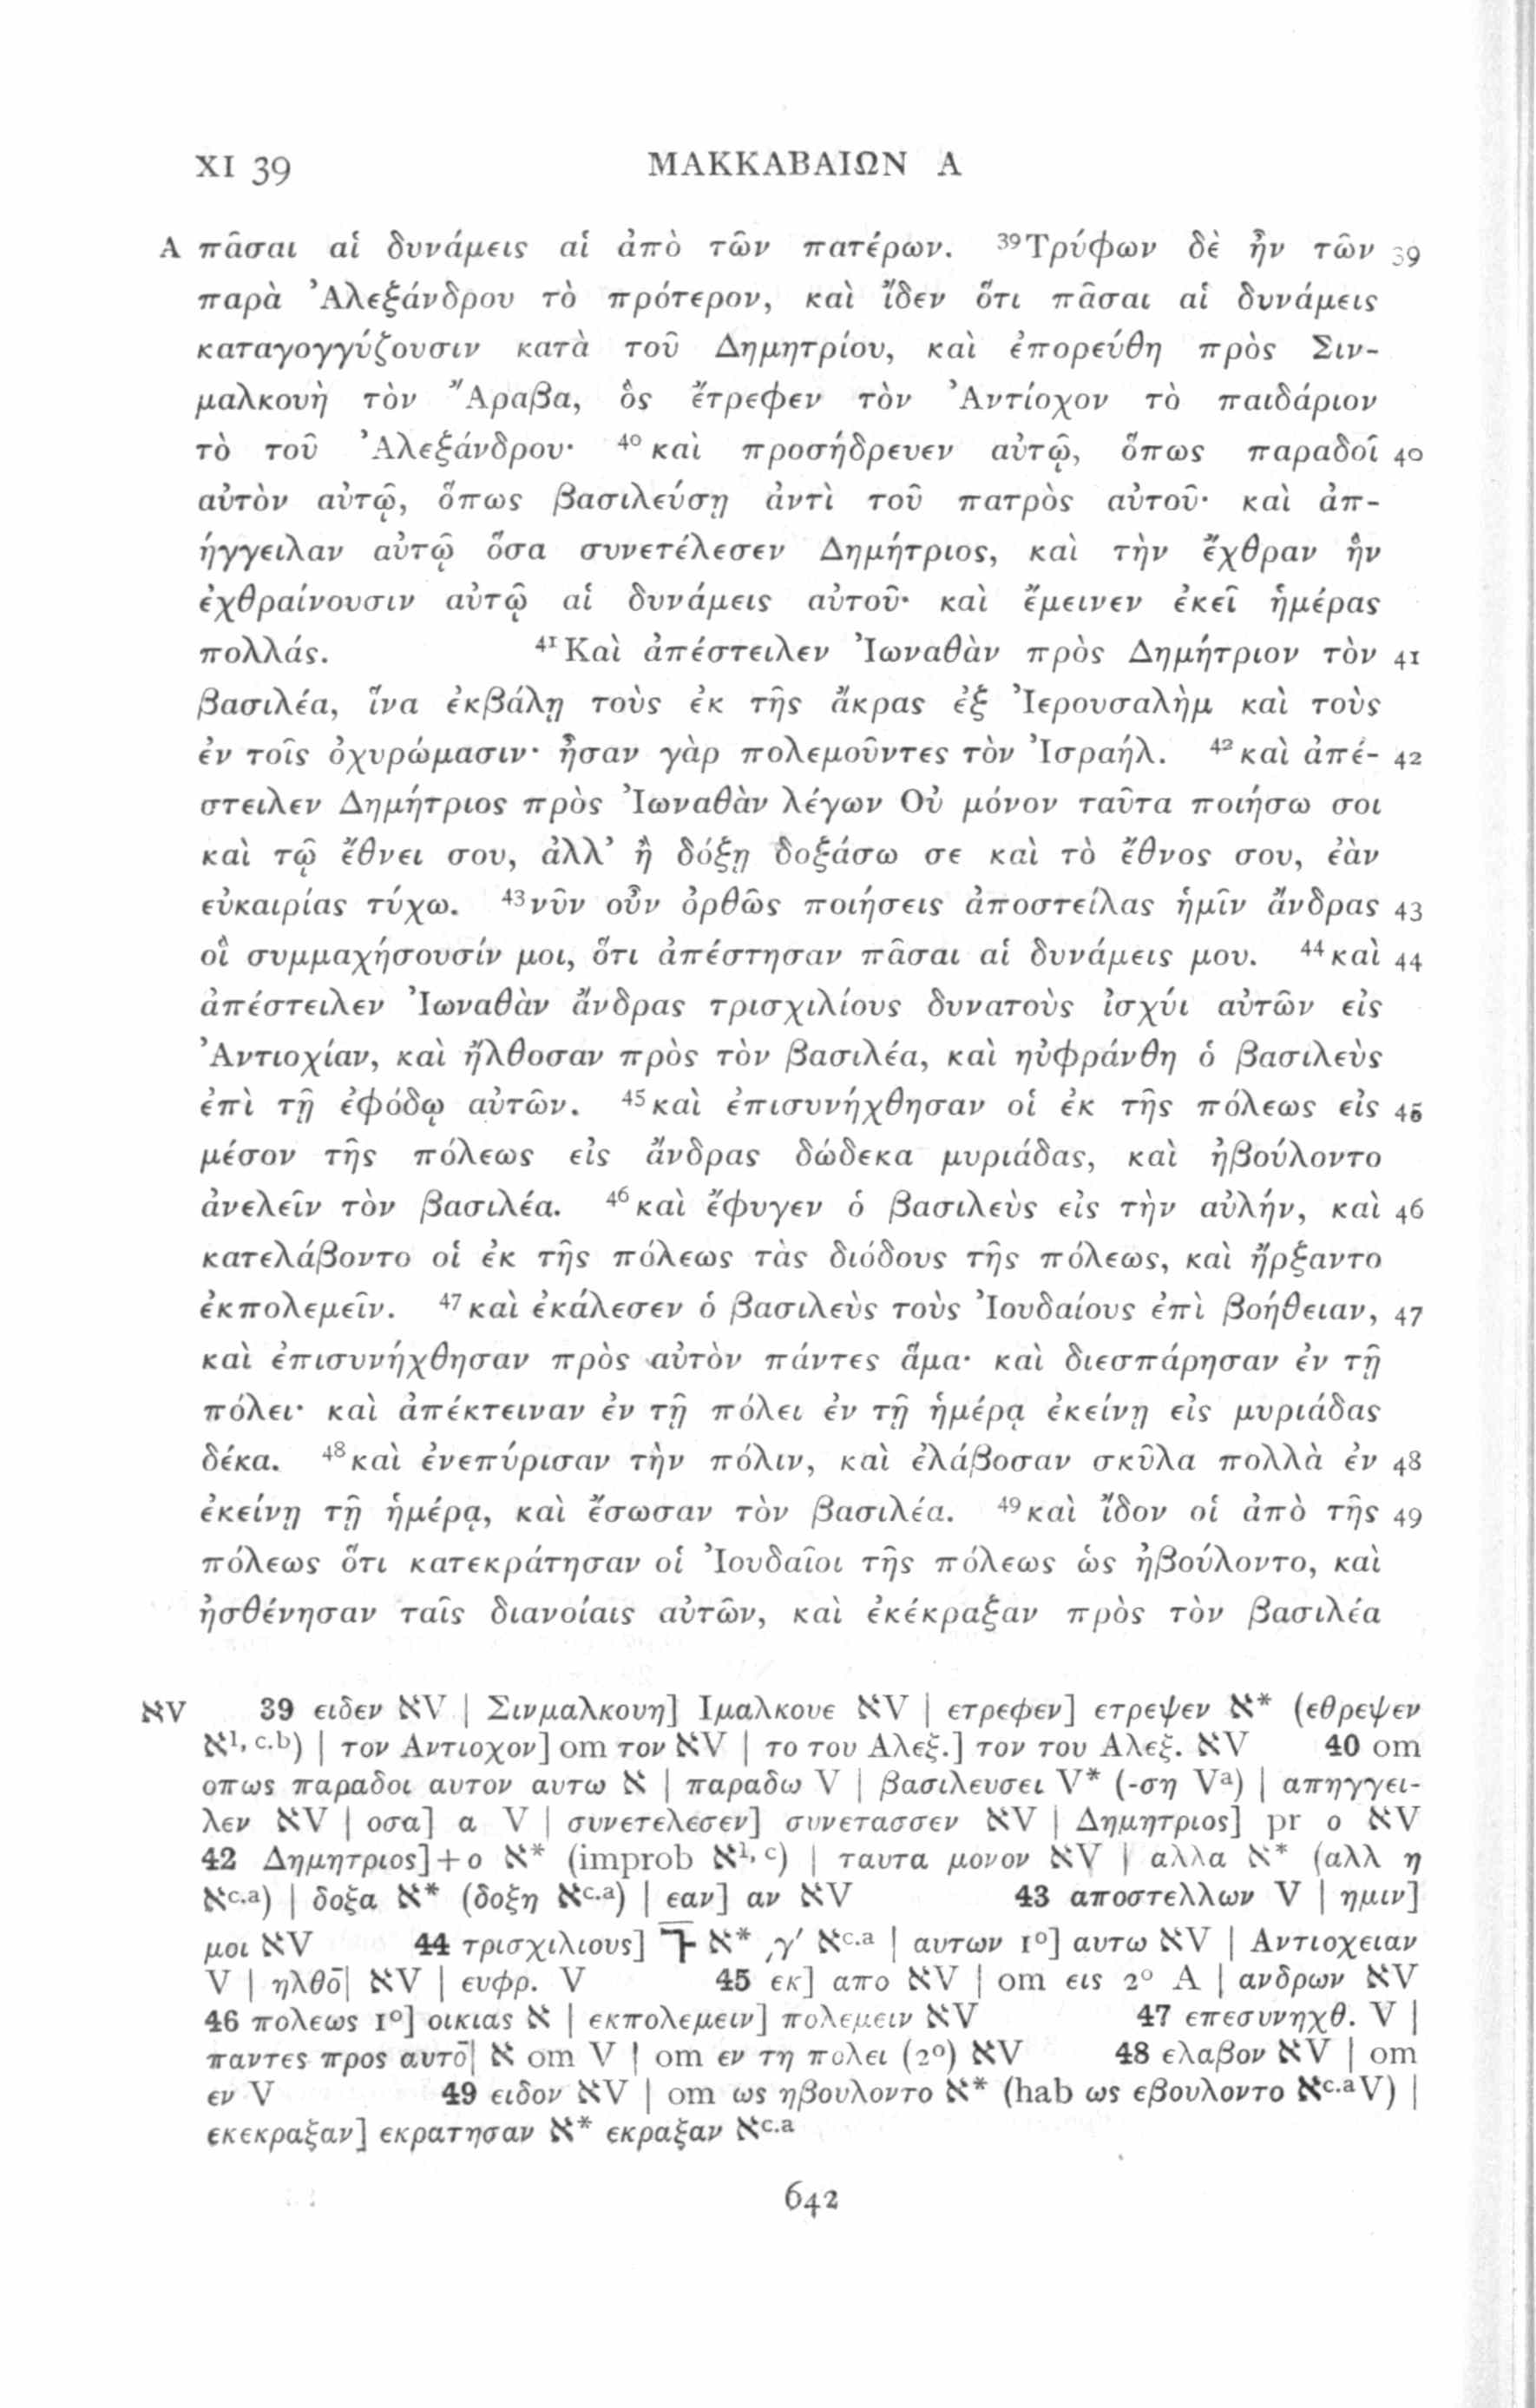 XI 39 ΜΑΚΚΑΒΑΙΩΝ Α
A πᾶσαι αἱ δυνάμεις αἱ ἀπὸ τῶν πατέρων. ³⁹Τρύφων δὲ ἦν τῶν 39
παρὰ Ἀλεξάνδρου τὸ πρότερον, καὶ ἴδεν ὅτι πᾶσαι αἱ δυνάμεις
καταγογγύζουσιν κατὰ τοῦ Δημητρίου, καὶ ἐπορεύθη πρὸς Σιν-
μαλκουὴ τὸν Ἄραβα, ὃς ἔτρεφεν τὸν Ἀντίοχον τὸ παιδάριον
τὸ τοῦ Ἀλεξάνδρου· ⁴⁰καὶ προσήδρευεν αὐτῷ, ὅπως παραδοῖ 40
αὐτὸν αὐτῷ, ὅπως βασιλεύσῃ ἀντὶ τοῦ πατρὸς αὐτοῦ· καὶ ἀπ-
ήγγειλαν αὐτῷ ὅσα συνετέλεσεν Δημήτριος, καὶ τὴν ἔχθραν ἣν
ἐχθραίνουσιν αὐτῷ αἱ δυνάμεις αὐτοῦ· καὶ ἔμεινεν ἐκεῖ ἡμέρας
πολλάς. ⁴¹Καὶ ἀπέστειλεν Ἰωναθὰν πρὸς Δημήτριον τὸν 41
βασιλέα, ἵνα ἐκβάλῃ τοὺς ἐκ τῆς ἄκρας ἐξ Ἰερουσαλὴμ καὶ τοὺς
ἐν τοῖς ὀχυρώμασιν· ἦσαν γὰρ πολεμοῦντες τὸν Ἰσραήλ. ⁴²καὶ ἀπέ- 42
στειλεν Δημήτριος πρὸς Ἰωναθὰν λέγων Οὐ μόνον ταῦτα ποιήσω σοι
καὶ τῷ ἔθνει σου, ἀλλ’ ἢ δόξῃ δοξάσω σε καὶ τὸ ἔθνος σου, ἐὰν
εὐκαιρίας τύχω. ⁴³νῦν οὖν ὀρθῶς ποιήσεις ἀποστείλας ἡμῖν ἄνδρας 43
οἳ συμμαχήσουσίν μοι, ὅτι ἀπέστησαν πᾶσαι αἱ δυνάμεις μου. ⁴⁴καὶ 44
ἀπέστειλεν Ἰωναθὰν ἄνδρας τρισχιλίους δυνατοὺς ἰσχύι αὐτῶν εἰς
Ἀντιοχίαν, καὶ ἤλθοσαν πρὸς τὸν βασιλέα, καὶ ηὐφράνθη ὁ βασιλεὺς
ἐπὶ τῇ ἐφόδῳ αὐτῶν. ⁴⁵καὶ ἐπισυνήχθησαν οἱ ἐκ τῆς πόλεως εἰς 45
μέσον τῆς πόλεως εἰς ἄνδρας δώδεκα μυριάδας, καὶ ἠβούλοντο
ἀνελεῖν τὸν βασιλέα. ⁴⁶καὶ ἔφυγεν ὁ βασιλεὺς εἰς τὴν αὐλήν, καὶ 46
κατελάβοντο οἱ ἐκ τῆς πόλεως τὰς διόδους τῆς πόλεως, καὶ ἤρξαντο
ἐκπολεμεῖν. ⁴⁷καὶ ἐκάλεσεν ὁ βασιλεὺς τοὺς Ἰουδαίους ἐπὶ βοήθειαν, 47
καὶ ἐπισυνήχθησαν πρὸς αὐτὸν πάντες ἅμα· καὶ διεσπάρησαν ἐν τῇ
πόλει· καὶ ἀπέκτειναν ἐν τῇ πόλει ἐν τῇ ἡμέρᾳ ἐκείνῃ εἰς μυριάδας
δέκα. ⁴⁸καὶ ἐνεπύρισαν τὴν πόλιν, καὶ ἐλάβοσαν σκῦλα πολλὰ ἐν 48
ἐκείνῃ τῇ ἡμέρᾳ, καὶ ἔσωσαν τὸν βασιλέα. ⁴⁹καὶ ἴδον οἱ ἀπὸ τῆς 49
πόλεως ὅτι κατεκράτησαν οἱ Ἰουδαῖοι τῆς πόλεως ὡς ἠβούλοντο, καὶ
ἠσθένησαν ταῖς διανοίαις αὐτῶν, καὶ ἐκέκραξαν πρὸς τὸν βασιλέα
אV 39 ειδεν אV | Σινμαλκουη] Ιμαλκουε אV | ετρεφεν] ετρεψεν א* (εθρεψεν
א¹· ᶜ·ᵇ) | τον Αντιοχον] om τον אV | το του Αλεξ.] τον του Αλεξ. אV 40 om
οπως παραδοι αυτον αυτω א | παραδω V | βασιλευσει V* (-ση Vᵃ) | απηγγει-
λεν אV | οσα] α V | συνετελεσεν] συνετασσεν אV | Δημητριος] pr ο אV
42 Δημητριος]+ο א* (improb א¹· ᶜ) | ταυτα μονον אV | αλλα א* (αλλ η
אᶜ·ᵃ) | δοξα א* (δοξη אᶜ·ᵃ) | εαν] αν אV 43 αποστελλων V | ημιν]
μοι אV 44 τρισχιλιους] א* ͵γ′ אᶜ·ᵃ | αυτων 1°] αυτω אV | Αντιοχειαν
V | ηλθο̄| אV | ευφρ. V 45 εκ] απο אV | om εις 2° A | ανδρων אV
46 πολεως 1°] οικιας א | εκπολεμειν] πολεμειν אV 47 επεσυνηχθ. V |
παντες προς αυτο̄| א om V | om εν τη πολει (2°) אV 48 ελαβον אV | om
εν V 49 ειδον אV | om ως ηβουλοντο א* (hab ως εβουλοντο אᶜ·ᵃV) |
εκεκραξαν] εκρατησαν א* εκραξαν אᶜ·ᵃ
642